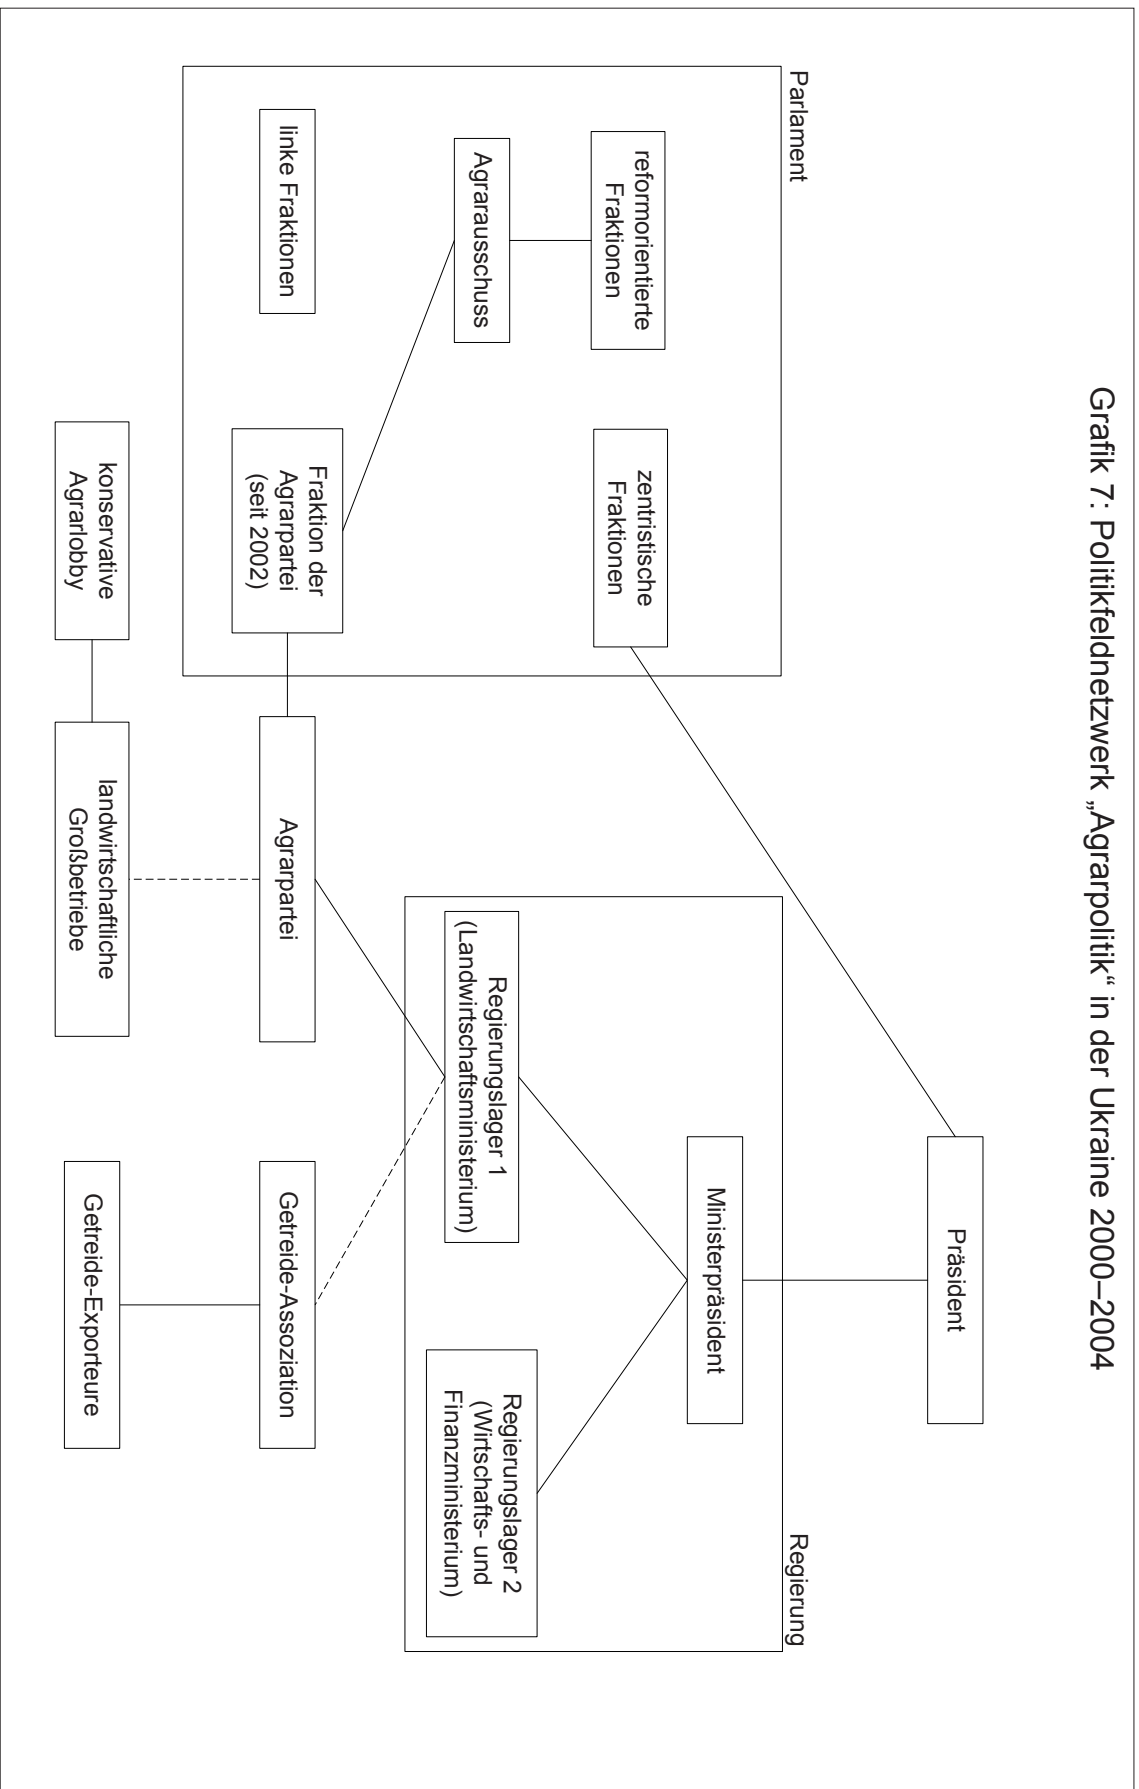 Grafik 7: Politikfeldnetzwerk „Agrarpolitik“ in der Ukraine 2000–2004
Präsident
Parlament
Regierung
reformorientierte
Fraktionen
zentristische
Fraktionen
Ministerpräsident
Agrarausschuss
Regierungslager 1
(Landwirtschaftsministerium)
Regierungslager 2
(Wirtschafts- und
Finanzministerium)
linke Fraktionen
Fraktion der
Agrarpartei
(seit 2002)
Agrarpartei
Getreide-Assoziation
konservative
Agrarlobby
landwirtschaftliche
Großbetriebe
Getreide-Exporteure